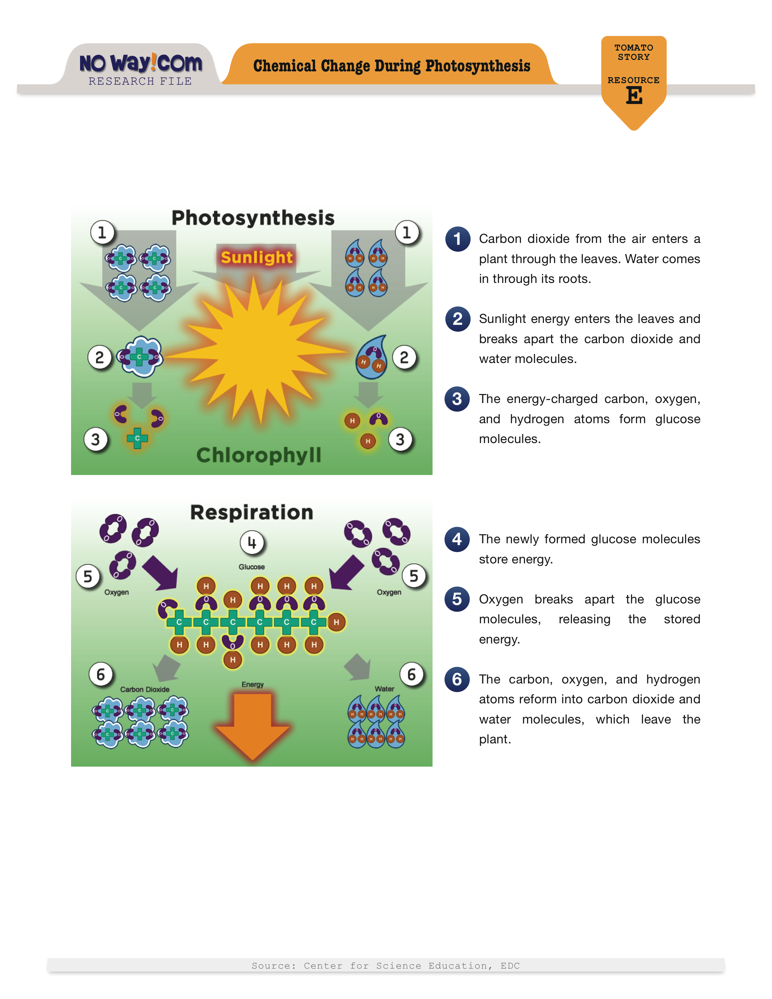 NO Way!com
RESEARCH FILE
Chemical Change During Photosynthesis
TOMATO
STORY
RESOURCE
E
Photosynthesis
1
1
Sunlight
O C O O C O
O C O O C O
O H H O H H
O H H O H H
2
O C O
O H H
2
O O
C
H O
H
3
3
Chlorophyll
1 Carbon dioxide from the air enters a
plant through the leaves. Water comes
in through its roots.
2 Sunlight energy enters the leaves and
breaks apart the carbon dioxide and
water molecules.
3 The energy-charged carbon, oxygen,
and hydrogen atoms form glucose
molecules.
Respiration
O O O O
O O
O O O O
O O
4
Glucose
5
5
Oxygen
Oxygen
H H H H
O O H O O O
O
C C C C C C H
H H O H H H
H
6
6
Carbon Dioxide
Energy
Water
O C O O C O O C O
O C O O C O O C O
O H H O H H O H H
O H H O H H O H H
4 The newly formed glucose molecules
store energy.
5 Oxygen breaks apart the glucose
molecules, releasing the stored
energy.
6 The carbon, oxygen, and hydrogen
atoms reform into carbon dioxide and
water molecules, which leave the
plant.
Source: Center for Science Education, EDC